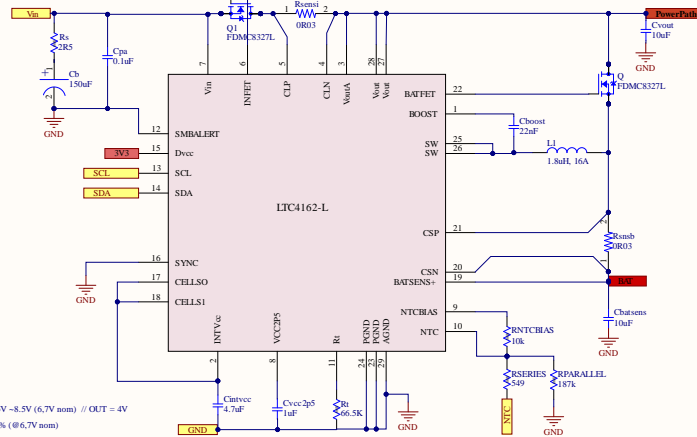 Vin
Rs
2R5
Cb
150uF
GND
Cpa
0.1uF
Q1
FDMC8327L
1 Rsensi 2
0R03
PowerPath
Cvout
10uF
GND
Q
FDMC8327L
7 6 5 4 3 28 27
Vin INFET CLP CLN VoutA Vout Vout
LTC4162-L
12 SMBALERT
3V3 15 Dvcc
SCL 13 SCL
SDA 14 SDA
16 SYNC
GND
17 CELLSO
18 CELLS1
BATFET 22
BOOST 1
Cboost
22nF
SW 25
SW 26
L1
1.8uH, 16A
CSP 21
2
Rsnsb
0R03
1
CSN 20
BATSENS+ 19
Cbatsens
10uF
GND
NTCBIAS 9
NTC 10
RNTCBIAS
10k
RSERIES
549
RPARALLEL
187k
NTC
GND
INTVcc VCC2P5 Rt PGND PGND AGND
2 8 11 24 23 29
Cintvcc
4.7uF
Cvcc2p5
1uF
Rt
66.5K
GND
GND
V ~8.5V (6,7V nom) // OUT = 4V
% (@6,7V nom)